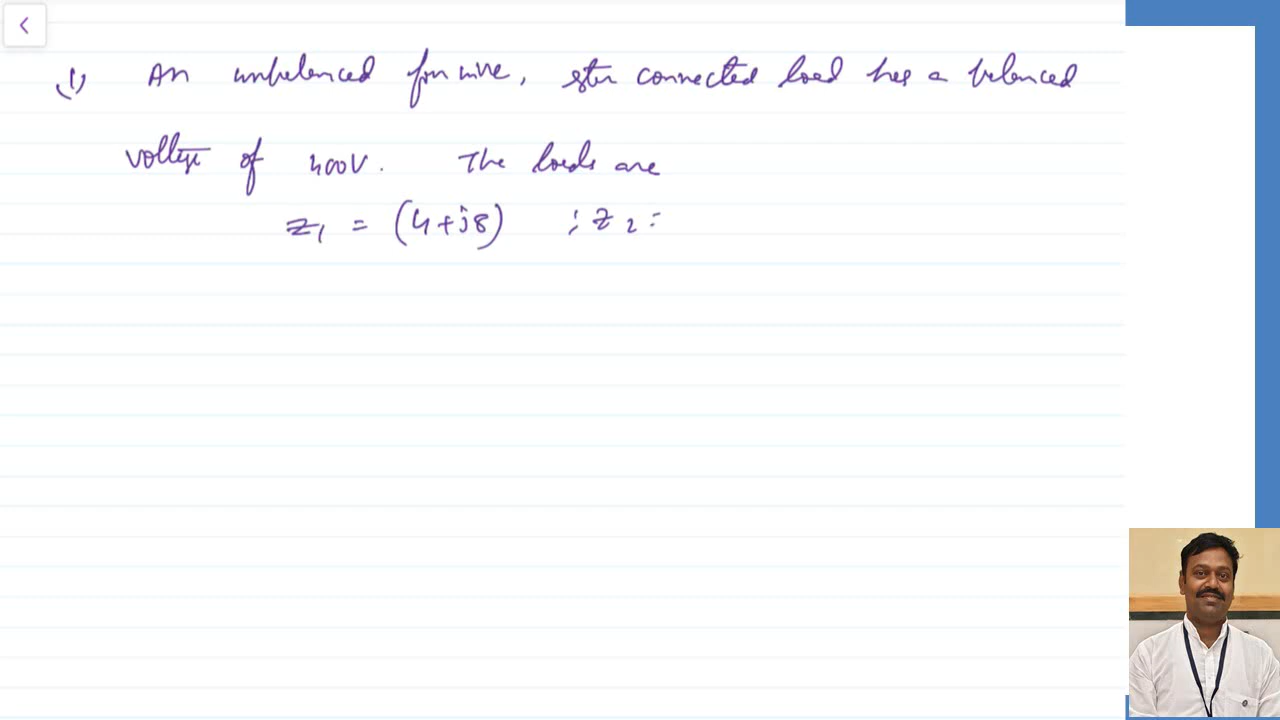 (1) An unbalanced four wire, star connected load has a balanced
voltage of 400V. The loads are
Z1 = (4+j8) ; Z2 =